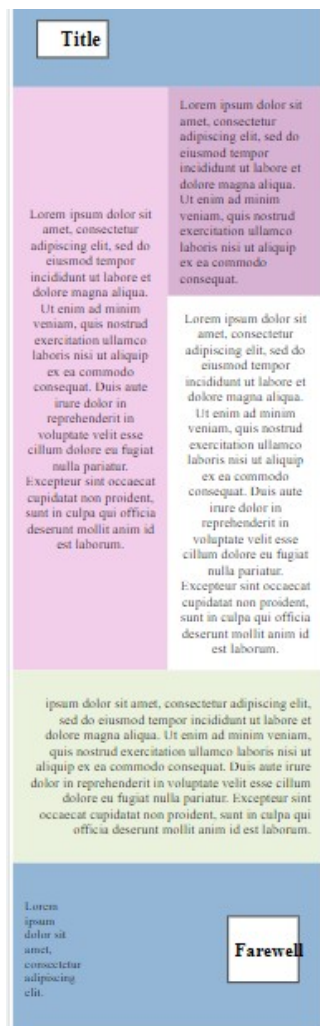 Title
Lorem ipsum dolor sit
amet, consectetur
adipiscing elit, sed do
eiusmod tempor
incididunt ut labore et
dolore magna aliqua.
Ut enim ad minim
veniam, quis nostrud
exercitation ullamco
laboris nisi ut aliquip
ex ea commodo
consequat. Duis aute
irure dolor in
reprehenderit in
voluptate velit esse
cillum dolore eu fugiat
nulla pariatur.
Excepteur sint occaecat
cupidatat non proident,
sunt in culpa qui officia
deserunt mollit anim id
est laborum.
Lorem ipsum dolor sit
amet, consectetur
adipiscing elit, sed do
eiusmod tempor
incididunt ut labore et
dolore magna aliqua.
Ut enim ad minim
veniam, quis nostrud
exercitation ullamco
laboris nisi ut aliquip
ex ea commodo
consequat.
Lorem ipsum dolor sit
amet, consectetur
adipiscing elit, sed do
eiusmod tempor
incididunt ut labore et
dolore magna aliqua.
Ut enim ad minim
veniam, quis nostrud
exercitation ullamco
laboris nisi ut aliquip
ex ea commodo
consequat. Duis aute
irure dolor in
reprehenderit in
voluptate velit esse
cillum dolore eu fugiat
nulla pariatur.
Excepteur sint occaecat
cupidatat non proident,
sunt in culpa qui officia
deserunt mollit anim id
est laborum.
ipsum dolor sit amet, consectetur adipiscing elit,
sed do eiusmod tempor incididunt ut labore et
dolore magna aliqua. Ut enim ad minim veniam,
quis nostrud exercitation ullamco laboris nisi ut
aliquip ex ea commodo consequat. Duis aute irure
dolor in reprehenderit in voluptate velit esse cillum
dolore eu fugiat nulla pariatur. Excepteur sint
occaecat cupidatat non proident, sunt in culpa qui
officia deserunt mollit anim id est laborum.
Lorem
ipsum
dolor sit
amet,
consectetur
adipiscing
elit.
Farewell